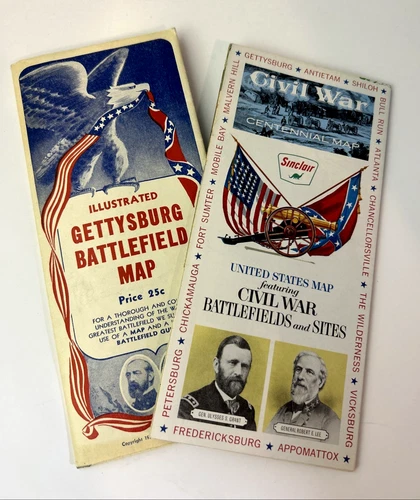 ILLUSTRATED
GETTYSBURG
BATTLEFIELD
MAP
Price 25c
FOR A THOROUGH AND CO
UNDERSTANDING OF THE WA
GREATEST BATTLEFIELD WE SU
USE OF A MAP AND A
BATTLEFIELD GU
Copyright
Civil War
CENTENNIAL MAP
Sinclair
UNITED STATES MAP
featuring
CIVIL WAR
BATTLEFIELDS and SITES
GEN. ULYSSES S. GRANT
GENERAL ROBERT E. LEE
PETERSBURG ★ CHICKAMAUGA ★ FORT SUMTER ★ MOBILE BAY ★ MALVERN HILL
★ GETTYSBURG ★ ANTIETAM ★ SHILOH ★
BULL RUN ★ ATLANTA ★ CHANCELLORSVILLE ★ THE WILDERNESS ★ VICKSBURG
★ FREDERICKSBURG ★ APPOMATTOX ★